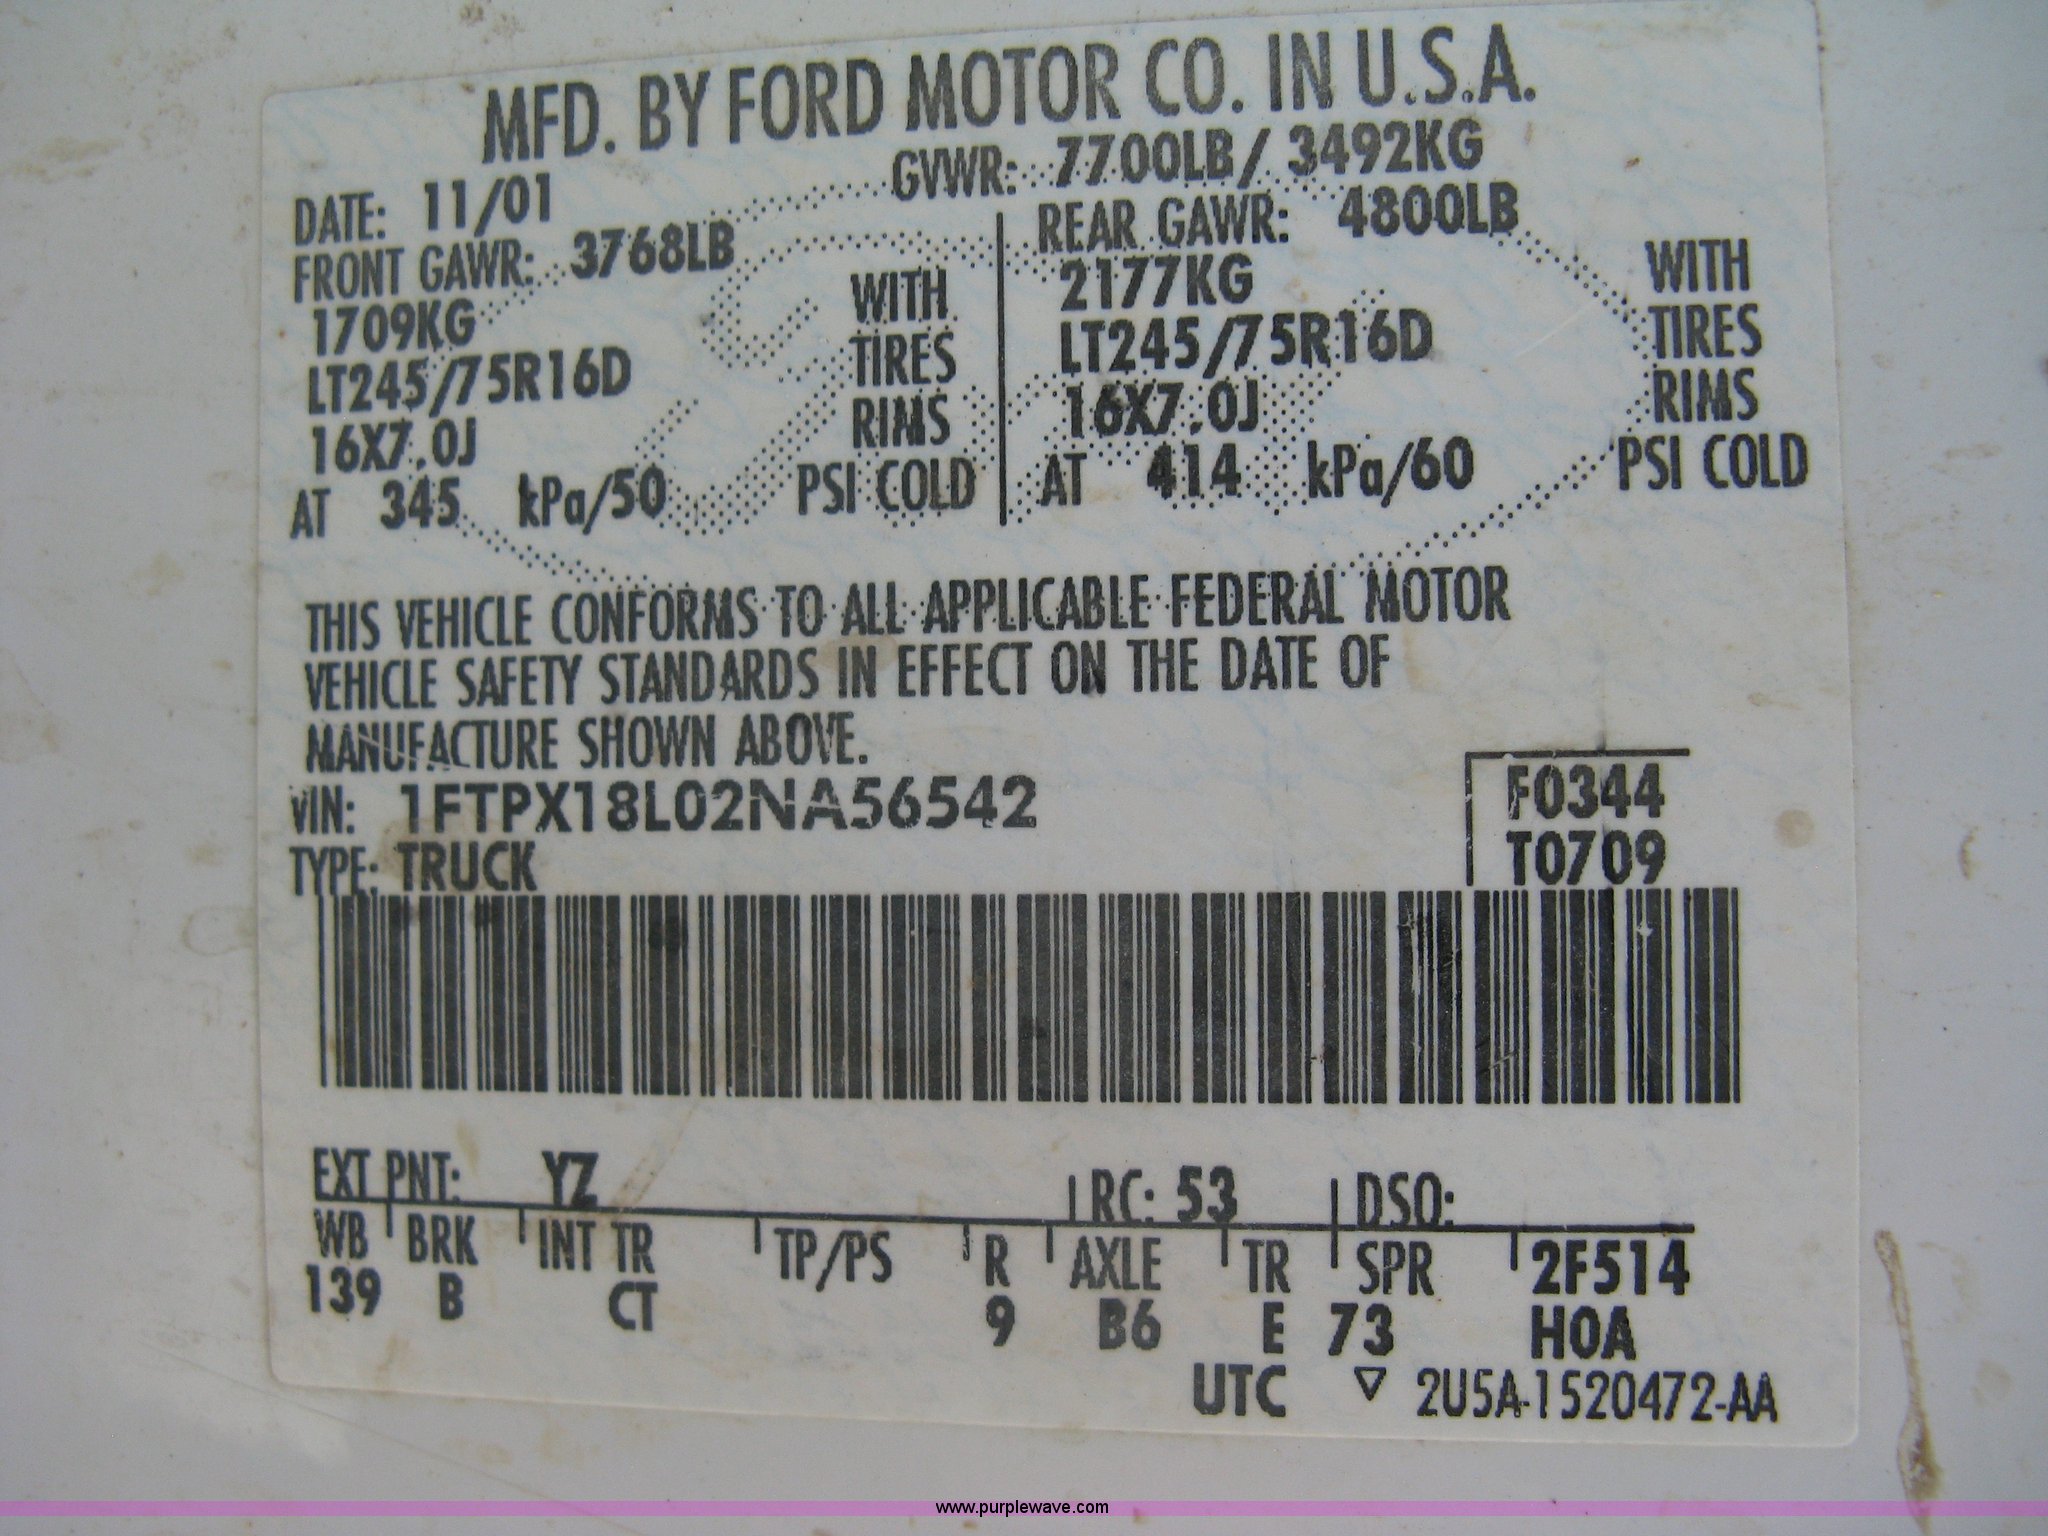 MFD. BY FORD MOTOR CO. IN U.S.A.
DATE: 11/01 GVWR: 7700LB/ 3492KG
FRONT GAWR: 3768LB REAR GAWR: 4800LB
1709KG WITH 2177KG WITH
LT245/75R16D TIRES LT245/75R16D TIRES
16X7.0J RIMS 16X7.0J RIMS
AT 345 kPa/50 PSI COLD AT 414 kPa/60 PSI COLD
THIS VEHICLE CONFORMS TO ALL APPLICABLE FEDERAL MOTOR
VEHICLE SAFETY STANDARDS IN EFFECT ON THE DATE OF
MANUFACTURE SHOWN ABOVE.
VIN: 1FTPX18L02NA56542 F0344
TYPE: TRUCK T0709
EXT PNT: YZ RC: 53 DSO:
WB BRK INT TR TP/PS R AXLE TR SPR 2F514
139 B CT 9 B6 E 73 H0A
UTC ▽ 2U5A-1520472-AA
www.purplewave.com